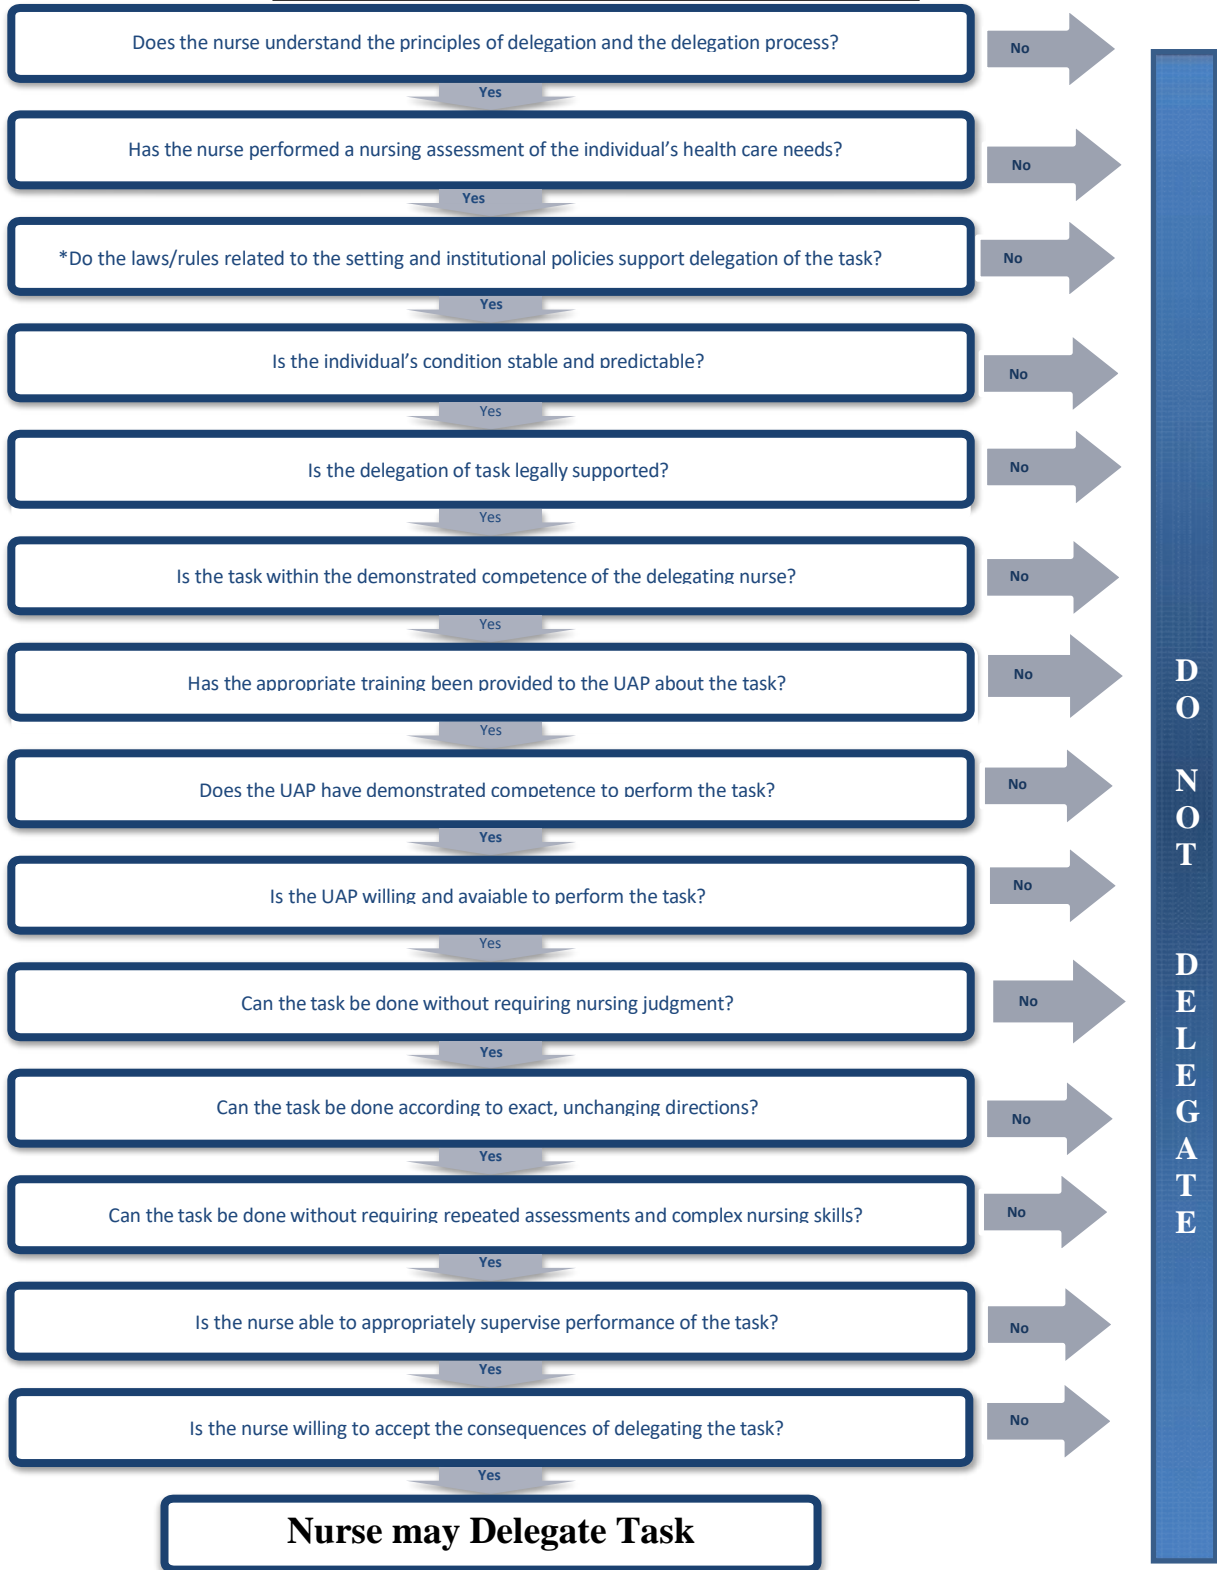 Does the nurse understand the principles of delegation and the delegation process?
No
Yes
Has the nurse performed a nursing assessment of the individual’s health care needs?
No
Yes
*Do the laws/rules related to the setting and institutional policies support delegation of the task?
No
Yes
Is the individual’s condition stable and predictable?
No
Yes
Is the delegation of task legally supported?
No
Yes
Is the task within the demonstrated competence of the delegating nurse?
No
Yes
Has the appropriate training been provided to the UAP about the task?
No
Yes
Does the UAP have demonstrated competence to perform the task?
No
Yes
Is the UAP willing and avaiable to perform the task?
No
Yes
Can the task be done without requiring nursing judgment?
No
Yes
Can the task be done according to exact, unchanging directions?
No
Yes
Can the task be done without requiring repeated assessments and complex nursing skills?
No
Yes
Is the nurse able to appropriately supervise performance of the task?
No
Yes
Is the nurse willing to accept the consequences of delegating the task?
No
Yes
Nurse may Delegate Task
DO NOT DELEGATE